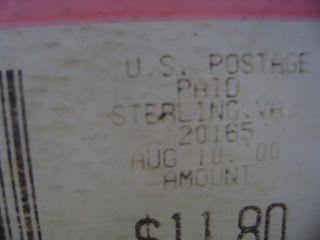 U.S. POSTAGE
PAID
STERLING,VA
20165
AUG 10. '00
AMOUNT
$11.80